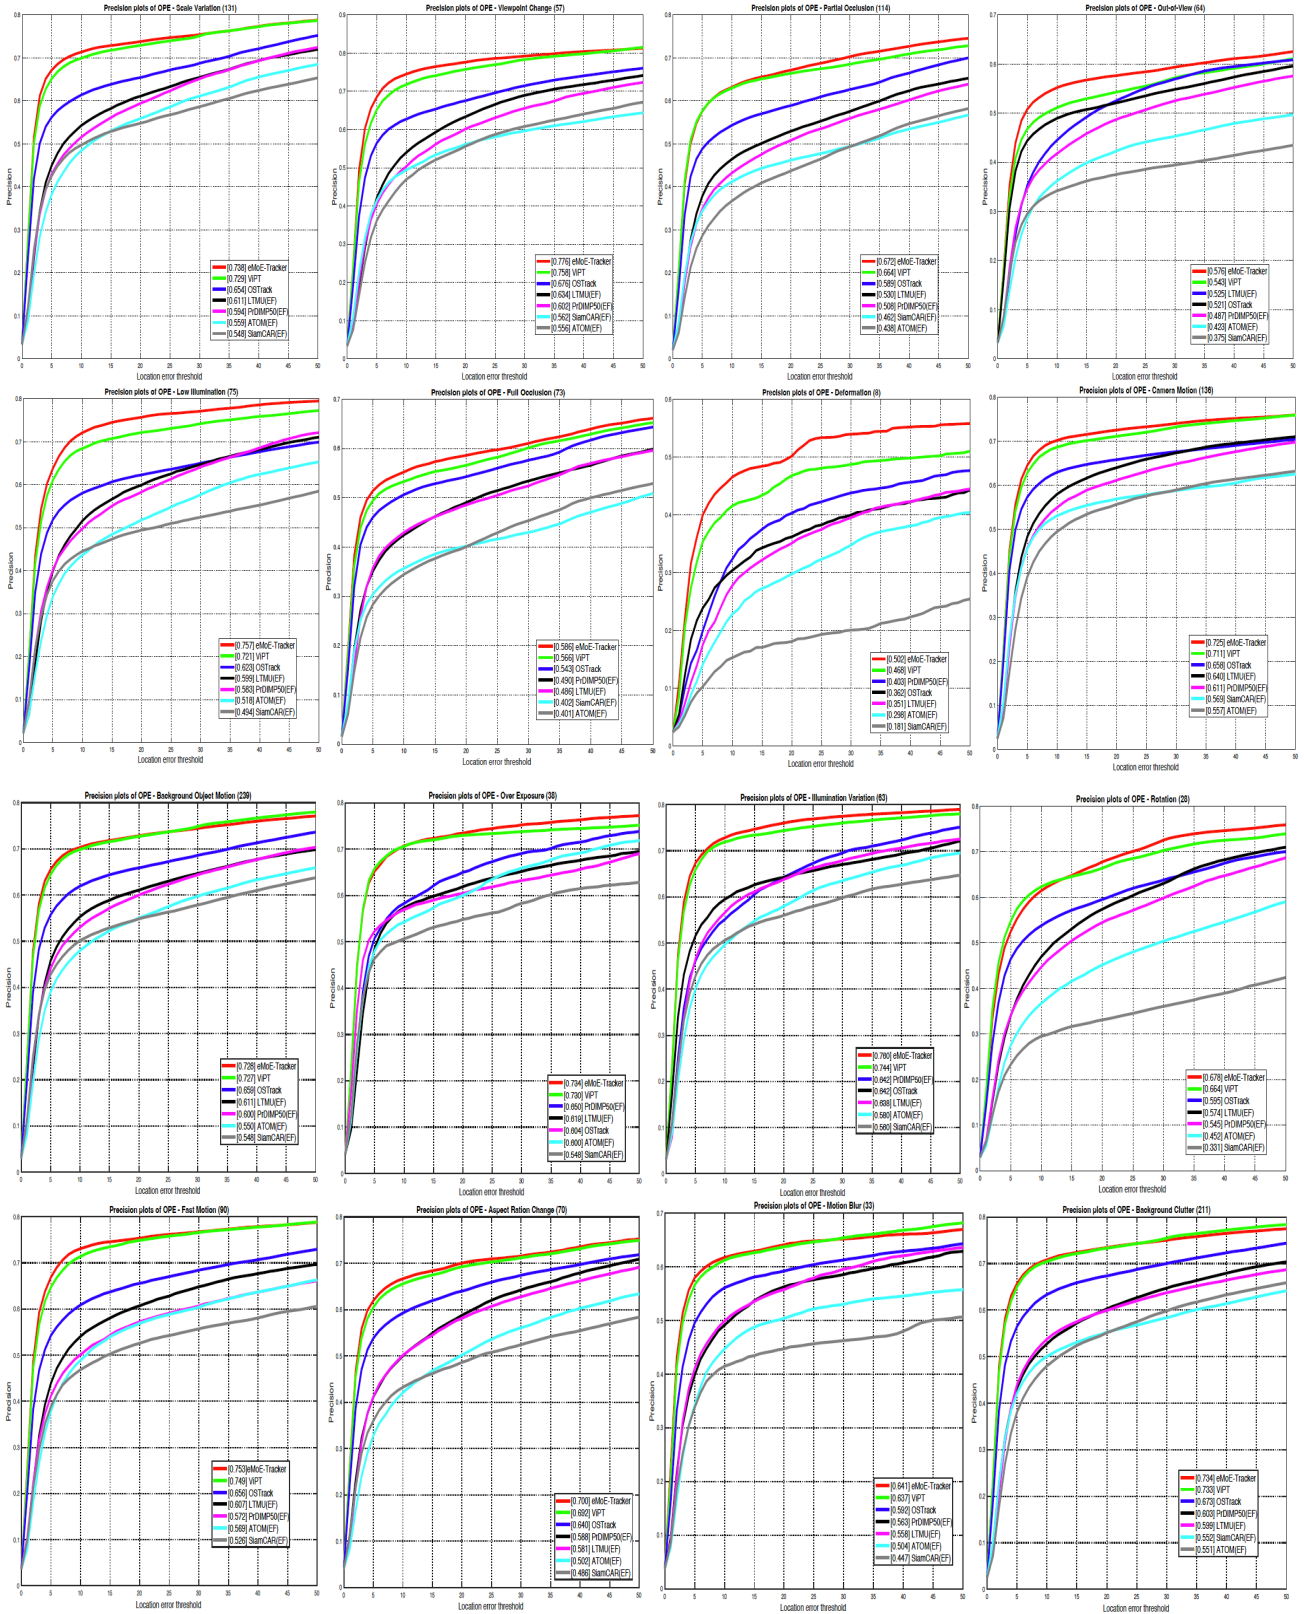 Precision plots of OPE - Scale Variation (131)
Precision
Location error threshold
[0.738] eMoE-Tracker
[0.729] ViPT
[0.654] OSTrack
[0.611] LTMU(EF)
[0.594] PrDIMP50(EF)
[0.559] ATOM(EF)
[0.548] SiamCAR(EF)
Precision plots of OPE - Viewpoint Change (57)
Precision
Location error threshold
[0.776] eMoE-Tracker
[0.758] ViPT
[0.676] OSTrack
[0.634] LTMU(EF)
[0.602] PrDIMP50(EF)
[0.562] SiamCAR(EF)
[0.556] ATOM(EF)
Precision plots of OPE - Partial Occlusion (114)
Precision
Location error threshold
[0.672] eMoE-Tracker
[0.664] ViPT
[0.589] OSTrack
[0.530] LTMU(EF)
[0.508] PrDIMP50(EF)
[0.462] SiamCAR(EF)
[0.438] ATOM(EF)
Precision plots of OPE - Out-of-View (64)
Precision
Location error threshold
[0.576] eMoE-Tracker
[0.543] ViPT
[0.525] LTMU(EF)
[0.521] OSTrack
[0.487] PrDIMP50(EF)
[0.423] ATOM(EF)
[0.375] SiamCAR(EF)
Precision plots of OPE - Low Illumination (75)
Precision
Location error threshold
[0.757] eMoE-Tracker
[0.721] ViPT
[0.623] OSTrack
[0.599] LTMU(EF)
[0.583] PrDIMP50(EF)
[0.518] ATOM(EF)
[0.494] SiamCAR(EF)
Precision plots of OPE - Full Occlusion (73)
Precision
Location error threshold
[0.586] eMoE-Tracker
[0.566] ViPT
[0.543] OSTrack
[0.490] PrDIMP50(EF)
[0.486] LTMU(EF)
[0.402] SiamCAR(EF)
[0.401] ATOM(EF)
Precision plots of OPE - Deformation (8)
Precision
Location error threshold
[0.502] eMoE-Tracker
[0.468] ViPT
[0.403] PrDIMP50(EF)
[0.362] OSTrack
[0.351] LTMU(EF)
[0.298] ATOM(EF)
[0.181] SiamCAR(EF)
Precision plots of OPE - Camera Motion (136)
Precision
Location error threshold
[0.725] eMoE-Tracker
[0.711] ViPT
[0.658] OSTrack
[0.640] LTMU(EF)
[0.611] PrDIMP50(EF)
[0.569] SiamCAR(EF)
[0.557] ATOM(EF)
Precision plots of OPE - Background Object Motion (239)
Precision
Location error threshold
[0.728] eMoE-Tracker
[0.727] ViPT
[0.659] OSTrack
[0.611] LTMU(EF)
[0.600] PrDIMP50(EF)
[0.550] ATOM(EF)
[0.548] SiamCAR(EF)
Precision plots of OPE - Over Exposure (38)
Precision
Location error threshold
[0.734] eMoE-Tracker
[0.730] ViPT
[0.650] PrDIMP50(EF)
[0.619] LTMU(EF)
[0.604] OSTrack
[0.600] ATOM(EF)
[0.548] SiamCAR(EF)
Precision plots of OPE - Illumination Variation (63)
Precision
Location error threshold
[0.760] eMoE-Tracker
[0.744] ViPT
[0.642] PrDIMP50(EF)
[0.642] OSTrack
[0.638] LTMU(EF)
[0.580] ATOM(EF)
[0.560] SiamCAR(EF)
Precision plots of OPE - Rotation (28)
Precision
Location error threshold
[0.678] eMoE-Tracker
[0.664] ViPT
[0.595] OSTrack
[0.574] LTMU(EF)
[0.545] PrDIMP50(EF)
[0.452] ATOM(EF)
[0.331] SiamCAR(EF)
Precision plots of OPE - Fast Motion (90)
Precision
Location error threshold
[0.753]eMoE-Tracker
[0.749] ViPT
[0.656] OSTrack
[0.607] LTMU(EF)
[0.572] PrDIMP50(EF)
[0.569] ATOM(EF)
[0.526] SiamCAR(EF)
Precision plots of OPE - Aspect Ration Change (70)
Precision
Location error threshold
[0.700] eMoE-Tracker
[0.692] ViPT
[0.640] OSTrack
[0.588] PrDIMP50(EF)
[0.581] LTMU(EF)
[0.502] ATOM(EF)
[0.486] SiamCAR(EF)
Precision plots of OPE - Motion Blur (33)
Precision
Location error threshold
[0.641] eMoE-Tracker
[0.637] ViPT
[0.592] OSTrack
[0.563] PrDIMP50(EF)
[0.558] LTMU(EF)
[0.504] ATOM(EF)
[0.447] SiamCAR(EF)
Precision plots of OPE - Background Clutter (211)
Precision
Location error threshold
[0.734] eMoE-Tracker
[0.733] ViPT
[0.673] OSTrack
[0.603] PrDIMP50(EF)
[0.599] LTMU(EF)
[0.552] SiamCAR(EF)
[0.551] ATOM(EF)